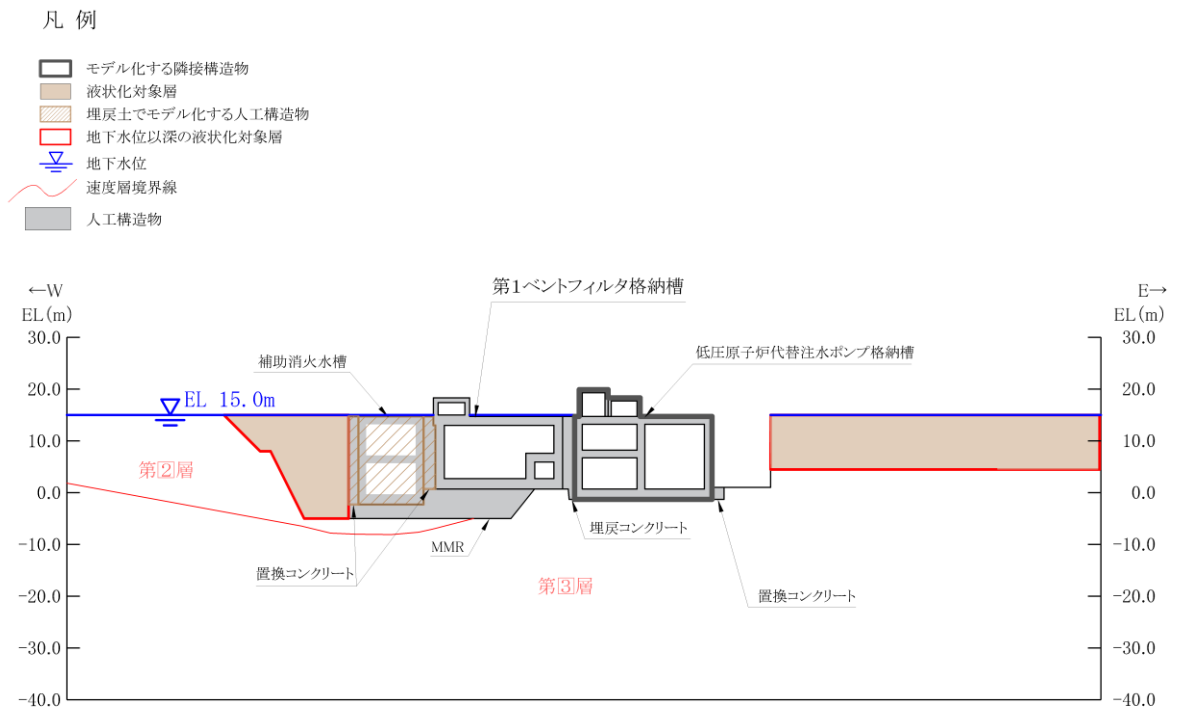 凡 例
モデル化する隣接構造物
液状化対象層
埋戻土でモデル化する人工構造物
地下水位以深の液状化対象層
地下水位
速度層境界線
人工構造物
←W
EL(m)
E→
EL(m)
第1ベントフィルタ格納槽
補助消火水槽
低圧原子炉代替注水ポンプ格納槽
EL 15.0m
30.0
20.0
10.0
0.0
-10.0
-20.0
-30.0
-40.0
第2層
第3層
MMR
埋戻コンクリート
置換コンクリート
置換コンクリート
30.0
20.0
10.0
0.0
-10.0
-20.0
-30.0
-40.0